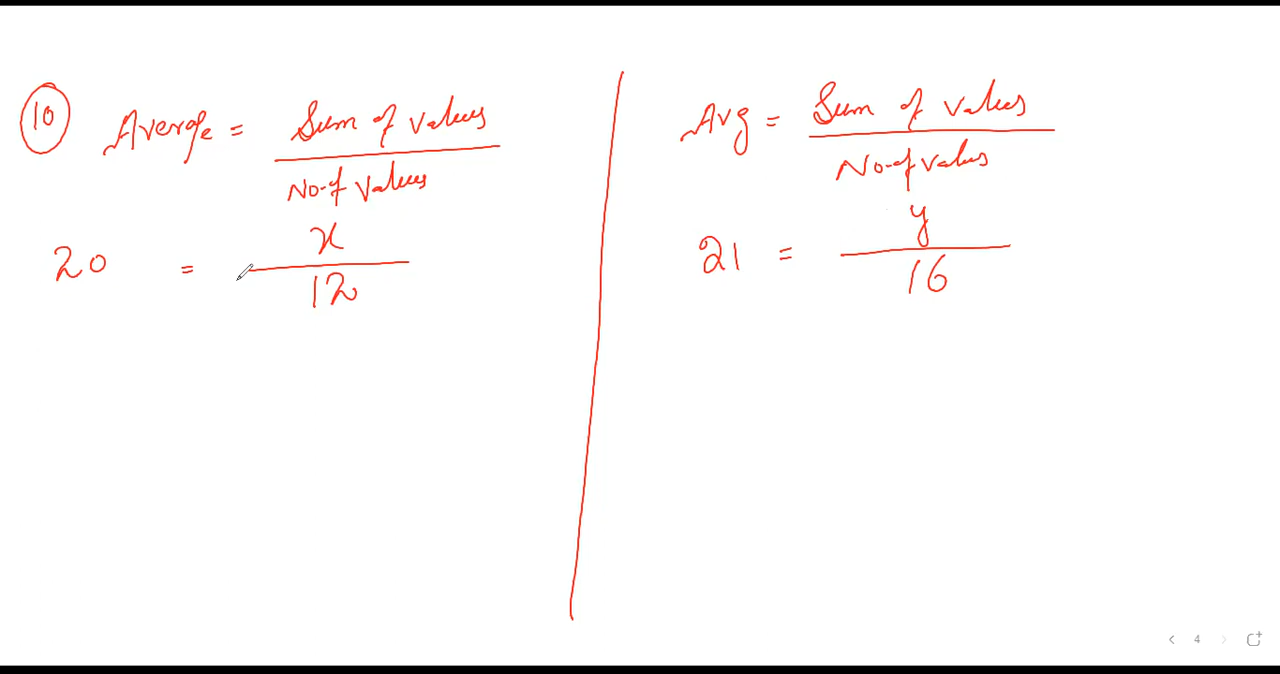 10
Average = Sum of values
No. of values
20 = x
12
Avg = Sum of values
No. of values
21 = y
16
4